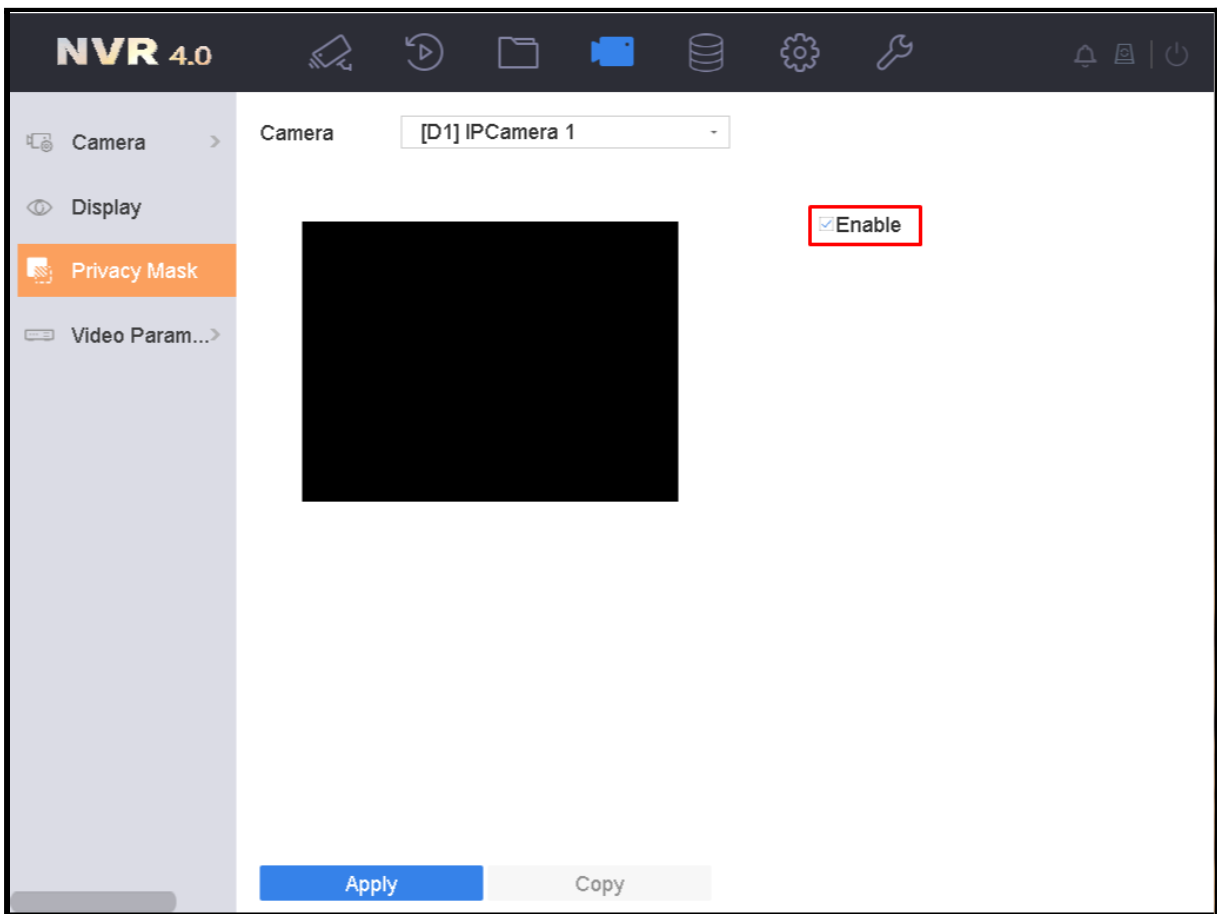 NVR 4.0
Camera
Display
Privacy Mask
Video Param...
Camera [D1] IPCamera 1
Enable
Apply Copy